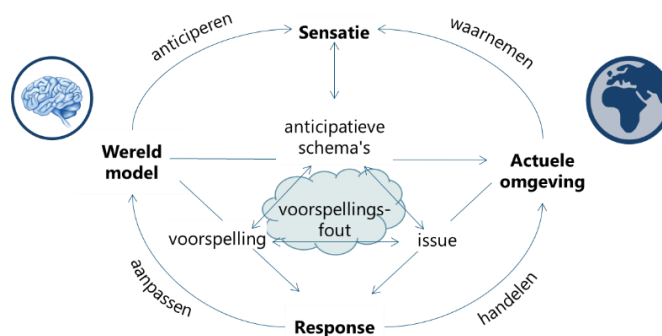 anticiperen
Sensatie
waarnemen
anticipatieve
schema's
Wereld
model
Actuele
omgeving
voorspellings-
fout
voorspelling
issue
aanpassen
handelen
Response